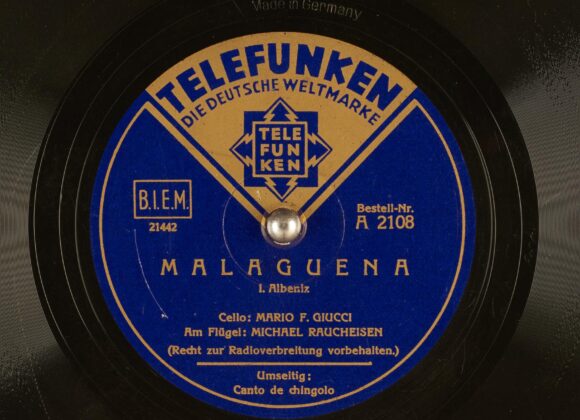 Made in Germany
TELEFUNKEN
DIE DEUTSCHE WELTMARKE
TELE
FUN
KEN
B.I.E.M.
21442
Bestell-Nr.
A 2108
MALAGUENA
I. Albeniz
Cello: MARIO F. GIUCCI
Am Flügel: MICHAEL RAUCHEISEN
(Recht zur Radioverbreitung vorbehalten.)
Umseitig:
Canto de chingolo